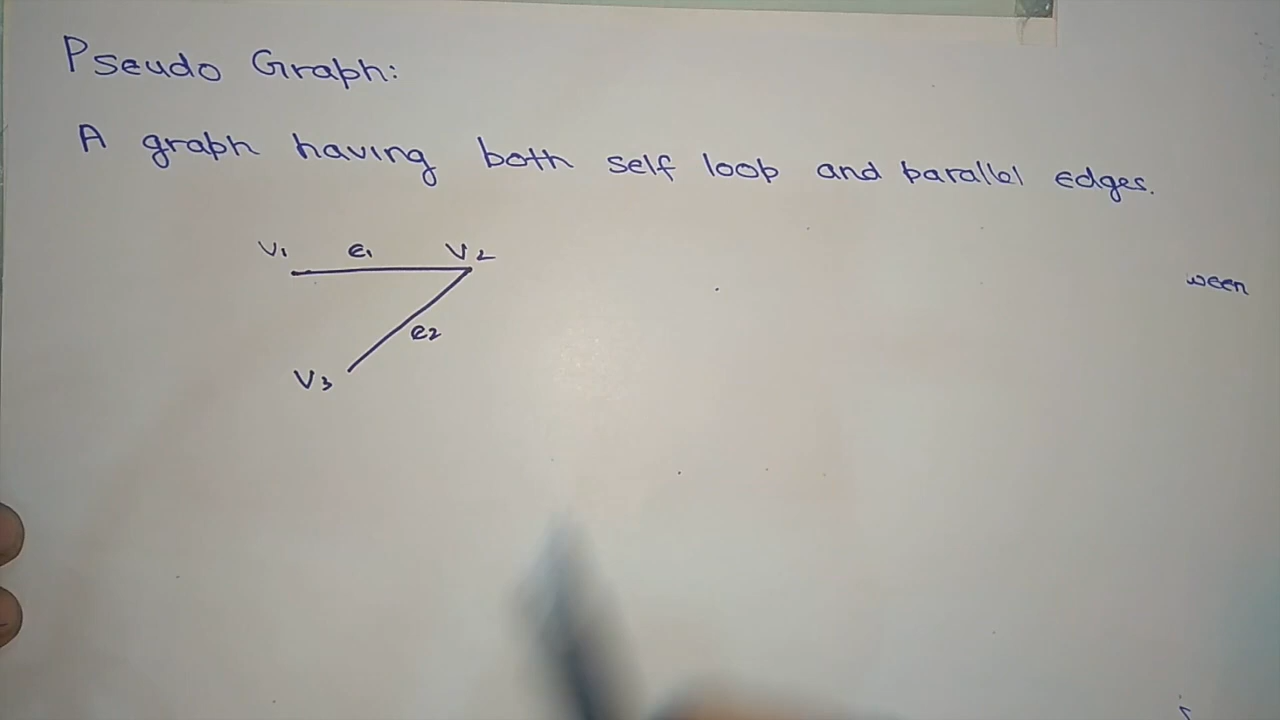 Pseudo Graph:
A graph having both self loop and parallel edges.
V1 e1 V2
ween
e2
V3